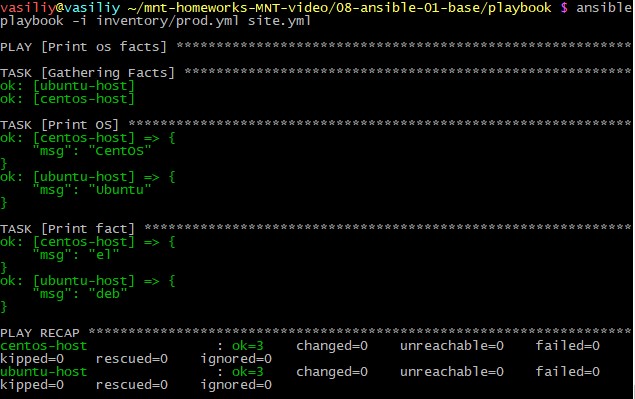 vasiliy@vasiliy ~/mnt-homeworks-MNT-video/08-ansible-01-base/playbook $ ansible
playbook -i inventory/prod.yml site.yml
PLAY [Print os facts] *********************************************************
TASK [Gathering Facts] ********************************************************
ok: [ubuntu-host]
ok: [centos-host]
TASK [Print OS] ***************************************************************
ok: [centos-host] => {
    "msg": "CentOS"
}
ok: [ubuntu-host] => {
    "msg": "Ubuntu"
}
TASK [Print fact] *************************************************************
ok: [centos-host] => {
    "msg": "el"
}
ok: [ubuntu-host] => {
    "msg": "deb"
}
PLAY RECAP ********************************************************************
centos-host                : ok=3    changed=0    unreachable=0    failed=0
kipped=0    rescued=0    ignored=0
ubuntu-host                : ok=3    changed=0    unreachable=0    failed=0
kipped=0    rescued=0    ignored=0